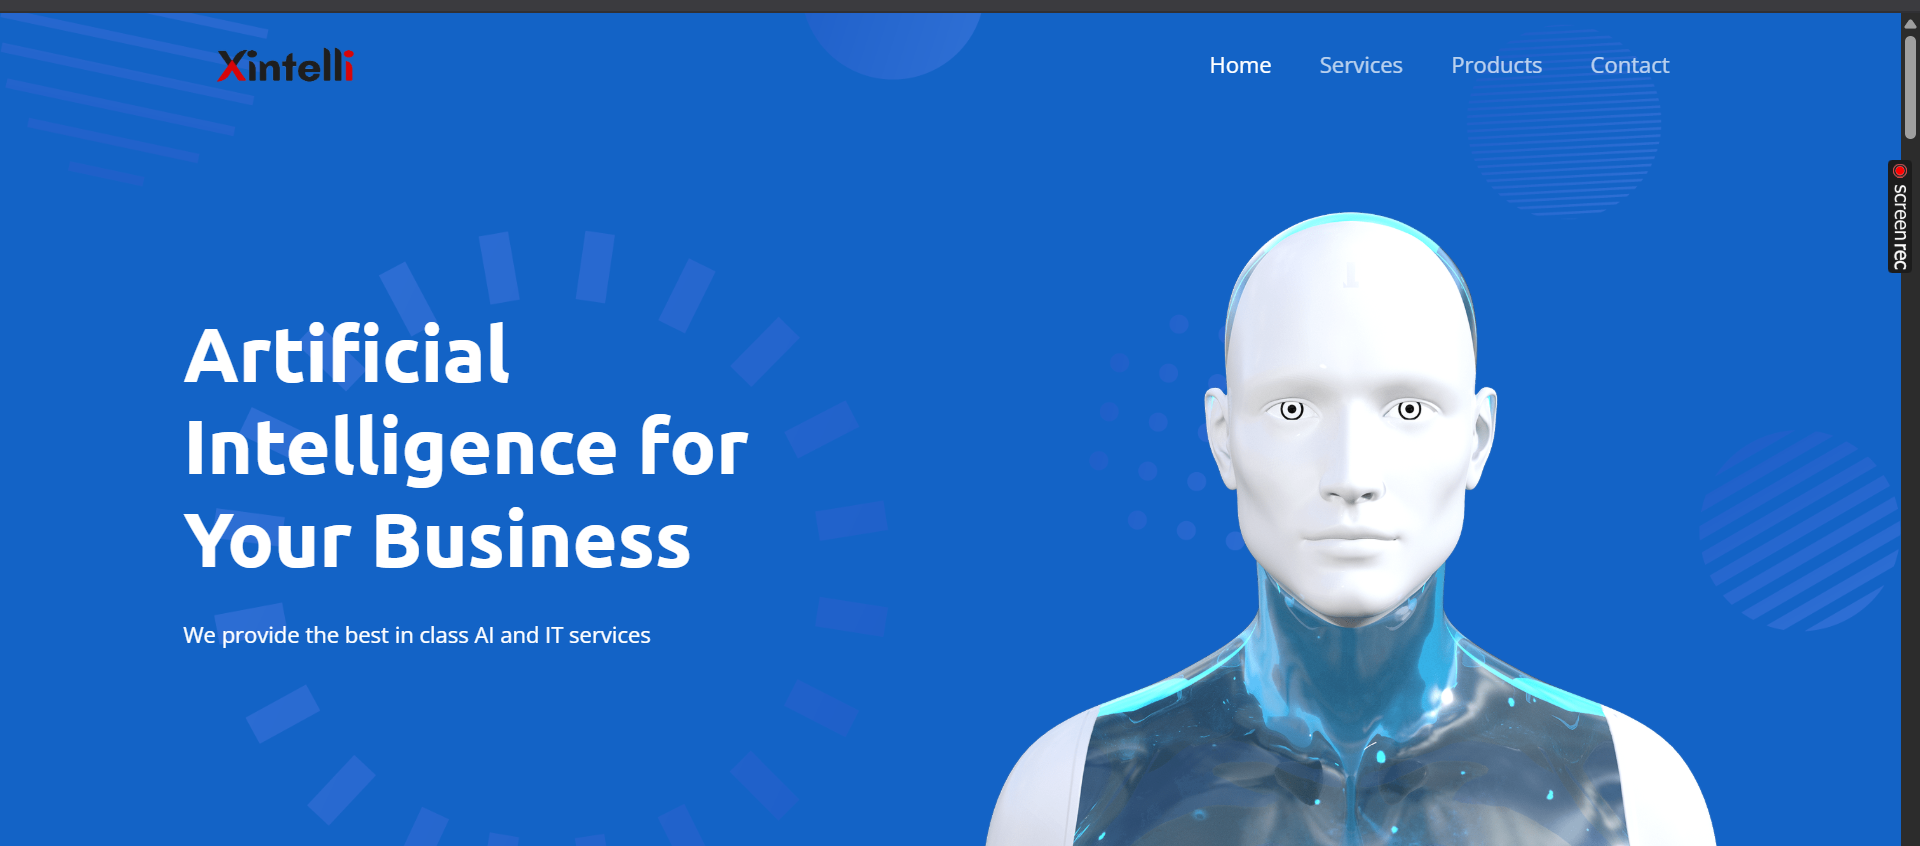 Xintelli
Home Services Products Contact
screenrec
Artificial
Intelligence for
Your Business
We provide the best in class AI and IT services